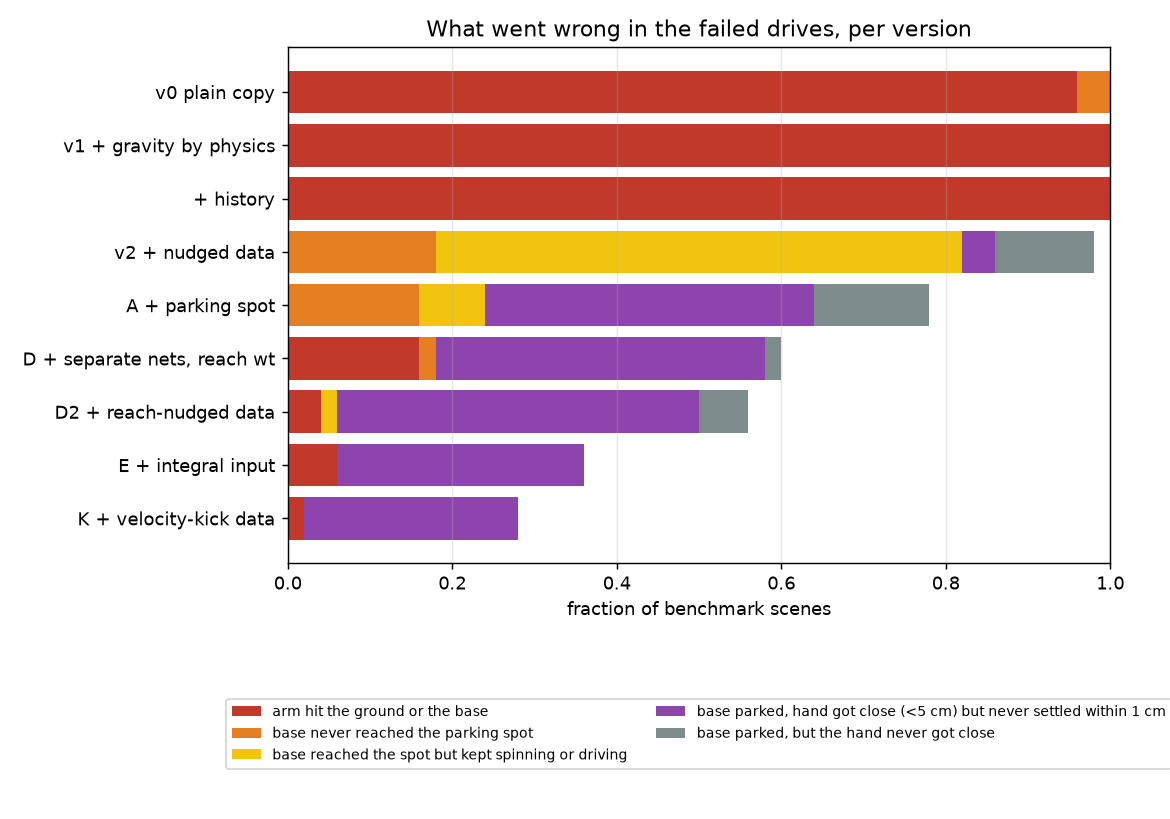 What went wrong in the failed drives, per version
v0 plain copy
v1 + gravity by physics
+ history
v2 + nudged data
A + parking spot
D + separate nets, reach wt
D2 + reach-nudged data
E + integral input
K + velocity-kick data
0.0 0.2 0.4 0.6 0.8 1.0
fraction of benchmark scenes
arm hit the ground or the base
base never reached the parking spot
base reached the spot but kept spinning or driving
base parked, hand got close (<5 cm) but never settled within 1 cm
base parked, but the hand never got close